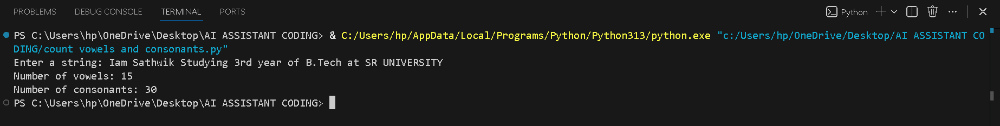 PROBLEMS DEBUG CONSOLE TERMINAL PORTS Python
PS C:\Users\hp\OneDrive\Desktop\AI ASSISTANT CODING> & C:/Users/hp/AppData/Local/Programs/Python/Python313/python.exe "c:/Users/hp/OneDrive/Desktop/AI ASSISTANT CO
DING/count vowels and consonants.py"
Enter a string: Iam Sathwik Studying 3rd year of B.Tech at SR UNIVERSITY
Number of vowels: 15
Number of consonants: 30
PS C:\Users\hp\OneDrive\Desktop\AI ASSISTANT CODING>